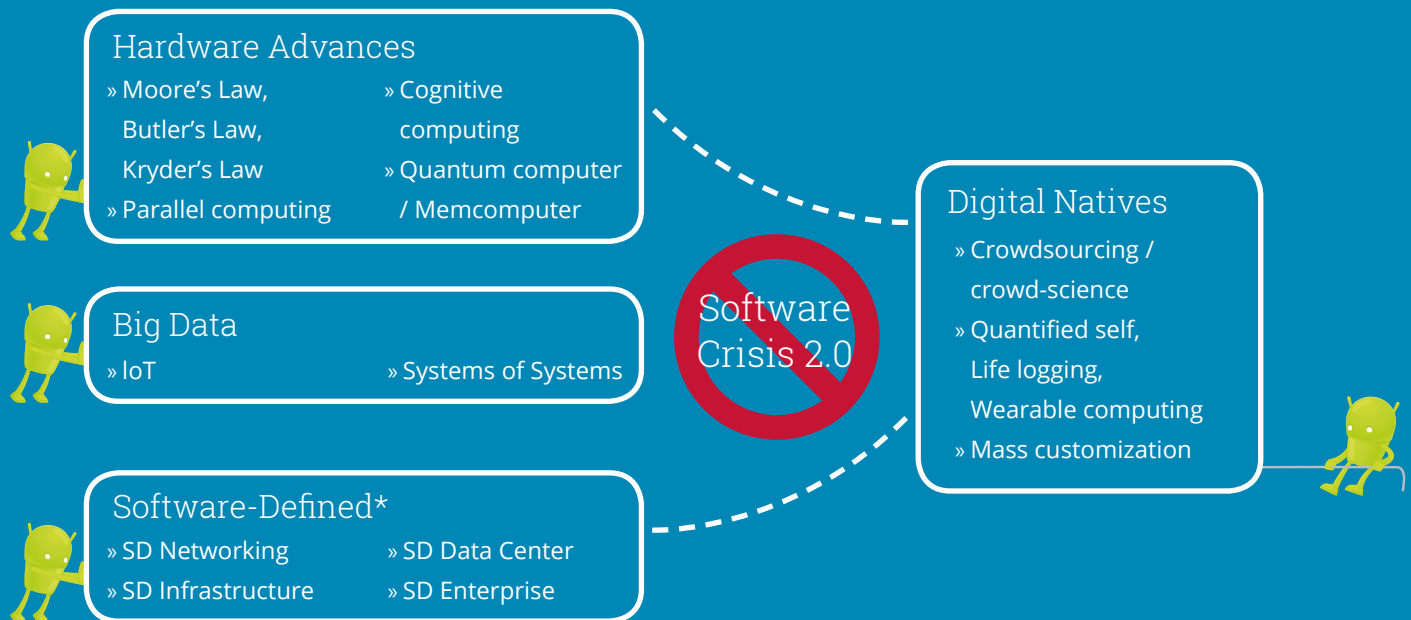 Hardware Advances
» Moore’s Law,
Butler’s Law,
Kryder’s Law
» Parallel computing
» Cognitive
computing
» Quantum computer
/ Memcomputer
Big Data
» IoT
» Systems of Systems
Software-Defined*
» SD Networking
» SD Infrastructure
» SD Data Center
» SD Enterprise
Software
Crisis 2.0
Digital Natives
» Crowdsourcing /
crowd-science
» Quantified self,
Life logging,
Wearable computing
» Mass customization